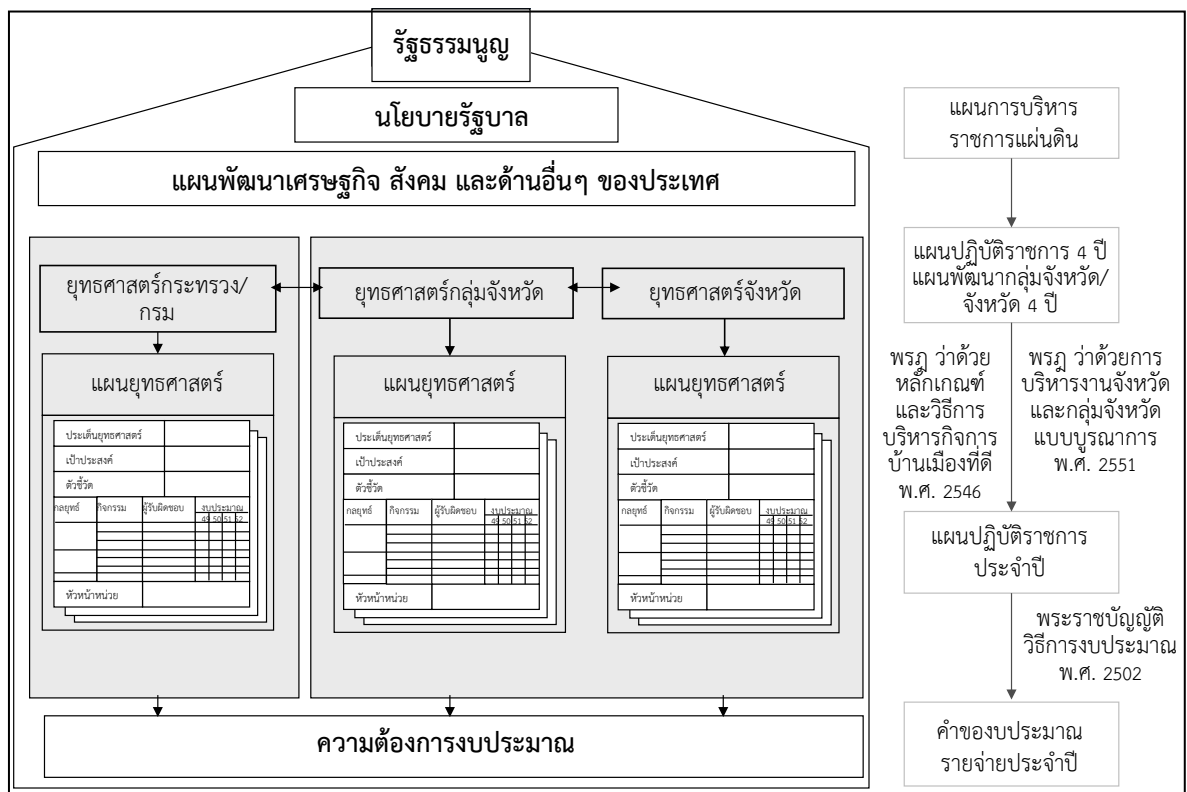 รัฐธรรมนูญ
นโยบายรัฐบาล
แผนพัฒนาเศรษฐกิจ สังคม และด้านอื่นๆ ของประเทศ
ยุทธศาสตร์กระทรวง/
กรม
ยุทธศาสตร์กลุ่มจังหวัด
ยุทธศาสตร์จังหวัด
แผนยุทธศาสตร์
ประเด็นยุทธศาสตร์
เป้าประสงค์
ตัวชี้วัด
กลยุทธ์ กิจกรรม ผู้รับผิดชอบ งบประมาณ
49 50 51 52
หัวหน้าหน่วย
แผนยุทธศาสตร์
ประเด็นยุทธศาสตร์
เป้าประสงค์
ตัวชี้วัด
กลยุทธ์ กิจกรรม ผู้รับผิดชอบ งบประมาณ
49 50 51 52
หัวหน้าหน่วย
แผนยุทธศาสตร์
ประเด็นยุทธศาสตร์
เป้าประสงค์
ตัวชี้วัด
กลยุทธ์ กิจกรรม ผู้รับผิดชอบ งบประมาณ
49 50 51 52
หัวหน้าหน่วย
ความต้องการงบประมาณ
แผนการบริหาร
ราชการแผ่นดิน
แผนปฏิบัติราชการ 4 ปี
แผนพัฒนากลุ่มจังหวัด/
จังหวัด 4 ปี
พรฎ ว่าด้วย
หลักเกณฑ์
และวิธีการ
บริหารกิจการ
บ้านเมืองที่ดี
พ.ศ. 2546
พรฎ ว่าด้วยการ
บริหารงานจังหวัด
และกลุ่มจังหวัด
แบบบูรณาการ
พ.ศ. 2551
แผนปฏิบัติราชการ
ประจำปี
พระราชบัญญัติ
วิธีการงบประมาณ
พ.ศ. 2502
คำของบประมาณ
รายจ่ายประจำปี